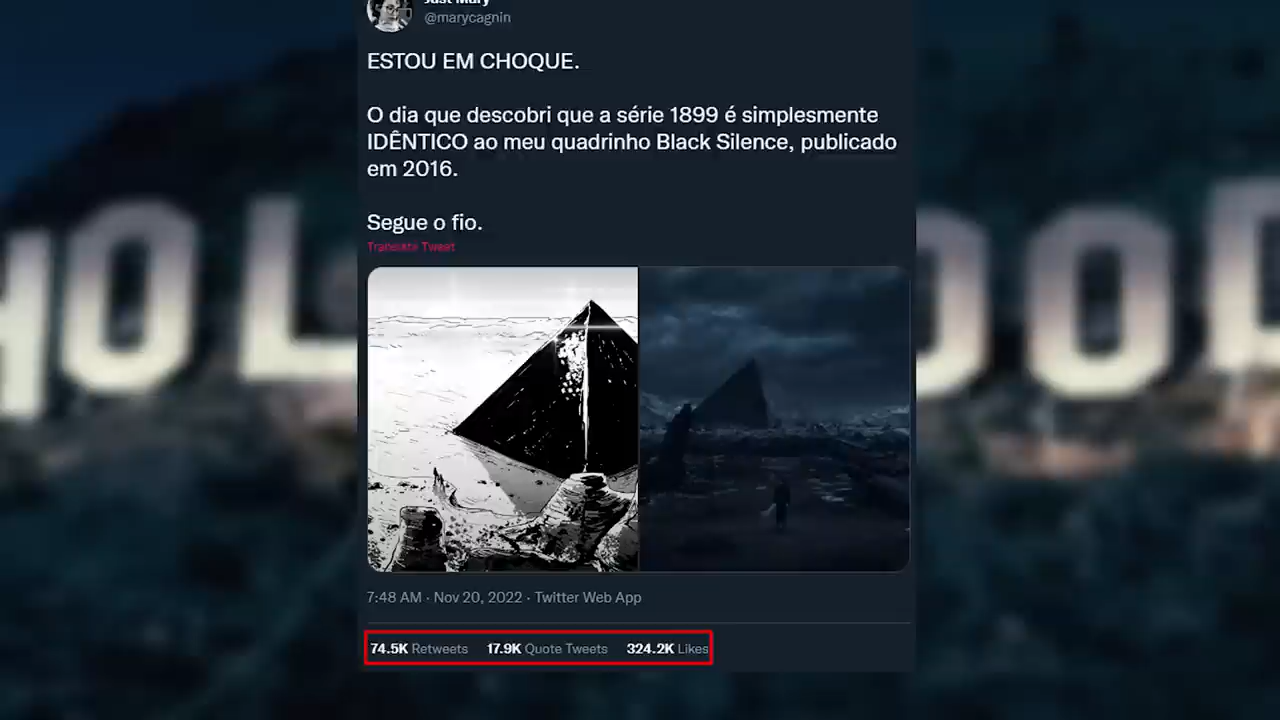 Just Mary
@marycagnin
ESTOU EM CHOQUE.
O dia que descobri que a série 1899 é simplesmente
IDÊNTICO ao meu quadrinho Black Silence, publicado
em 2016.
Segue o fio.
Translate Tweet
7:48 AM · Nov 20, 2022 · Twitter Web App
74.5K Retweets 17.9K Quote Tweets 324.2K Likes
HOL
OOD